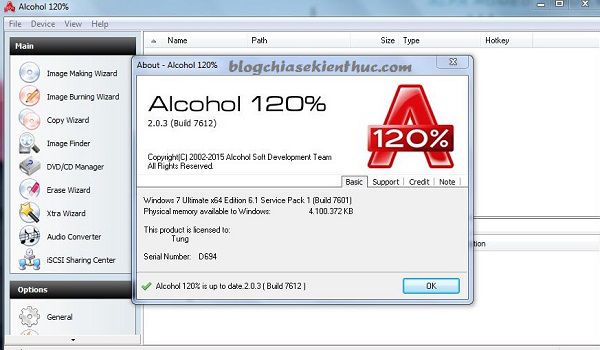 Alcohol 120%
File Device View Help
Main
Image Making Wizard
Image Burning Wizard
Copy Wizard
Image Finder
DVD/CD Manager
Erase Wizard
Xtra Wizard
Audio Converter
iSCSI Sharing Center
Options
General
Name Path Size Type Hotkey
blogchiasekienthuc.com
About - Alcohol 120%
Alcohol 120%
2.0.3 (Build 7612)
A
120%
Copyright(C) 2002-2015 Alcohol Soft Development Team
All Rights Reserved.
Basic Support Credit Note
Windows 7 Ultimate x64 Edition 6.1 Service Pack 1 (Build 7601)
Physical memory available to Windows: 4.100.372 KB
This product is licensed to:
Tung
Serial Number: D694
Alcohol 120% is up to date.2.0.3 ( Build 7612 )
OK